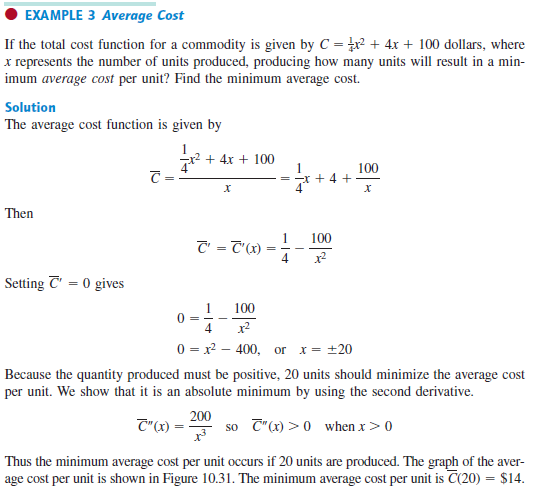 ● EXAMPLE 3 Average Cost
If the total cost function for a commodity is given by C = ¼x² + 4x + 100 dollars, where
x represents the number of units produced, producing how many units will result in a min-
imum average cost per unit? Find the minimum average cost.
Solution
The average cost function is given by
C̅ = (¼x² + 4x + 100)/x = ¼x + 4 + 100/x
Then
C̅′ = C̅′(x) = 1/4 − 100/x²
Setting C̅′ = 0 gives
0 = 1/4 − 100/x²
0 = x² − 400, or x = ±20
Because the quantity produced must be positive, 20 units should minimize the average cost
per unit. We show that it is an absolute minimum by using the second derivative.
C̅″(x) = 200/x³ so C̅″(x) > 0 when x > 0
Thus the minimum average cost per unit occurs if 20 units are produced. The graph of the aver-
age cost per unit is shown in Figure 10.31. The minimum average cost per unit is C̅(20) = $14.